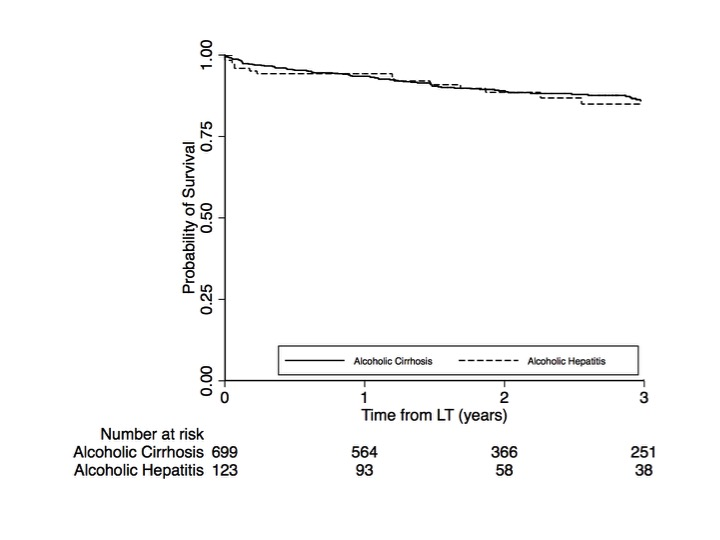 1.00
0.75
0.50
0.25
0.00
Probability of Survival
Alcoholic Cirrhosis Alcoholic Hepatitis
0 1 2 3
Time from LT (years)
Number at risk
Alcoholic Cirrhosis 699 564 366 251
Alcoholic Hepatitis 123 93 58 38